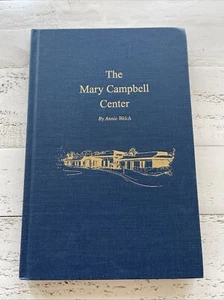 The
Mary Campbell
Center
By Annie Welch